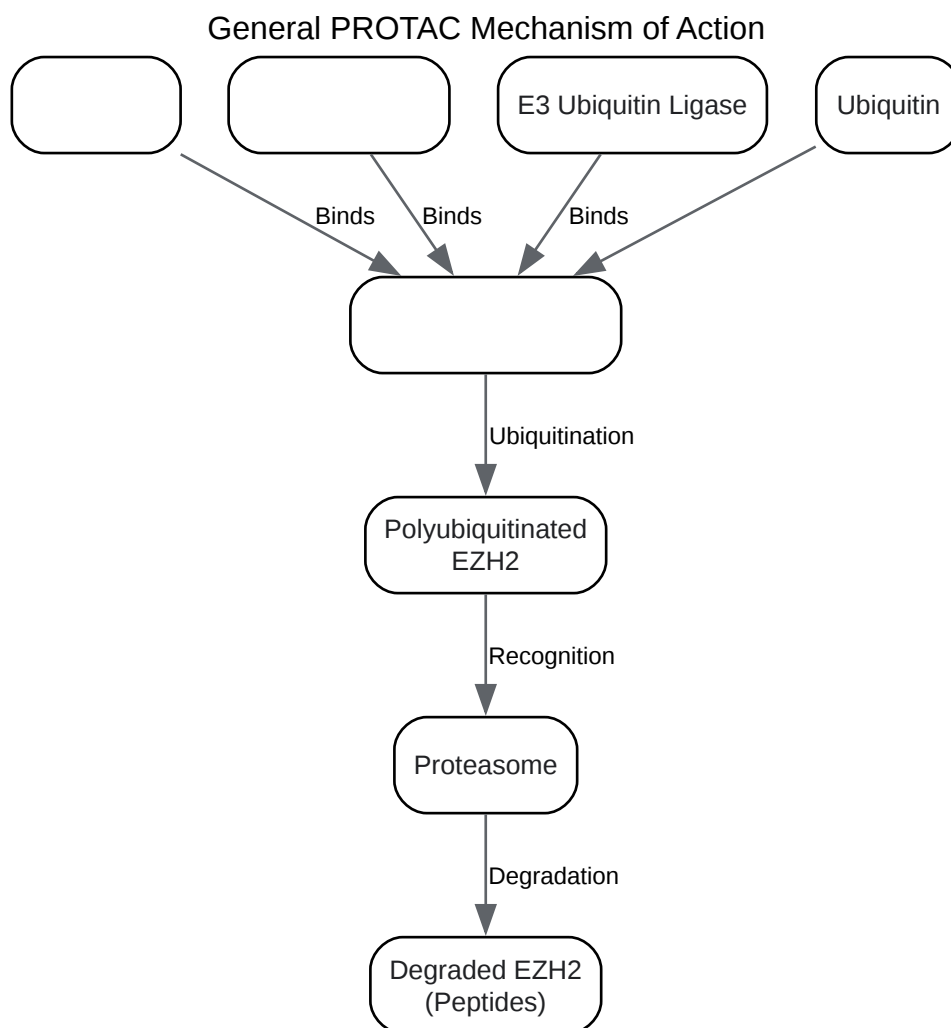 General PROTAC Mechanism of Action
E3 Ubiquitin Ligase
Ubiquitin
Binds
Binds
Binds
Ubiquitination
Polyubiquitinated
EZH2
Recognition
Proteasome
Degradation
Degraded EZH2
(Peptides)